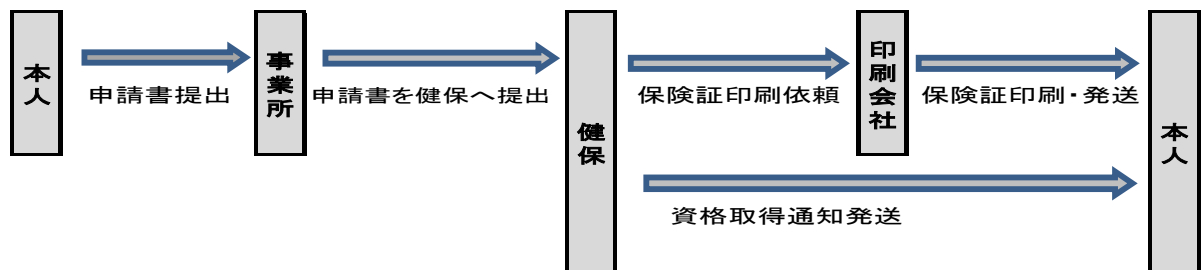 本人
申請書提出
事業所
申請書を健保へ提出
健保
保険証印刷依頼
印刷会社
保険証印刷・発送
本人
資格取得通知発送